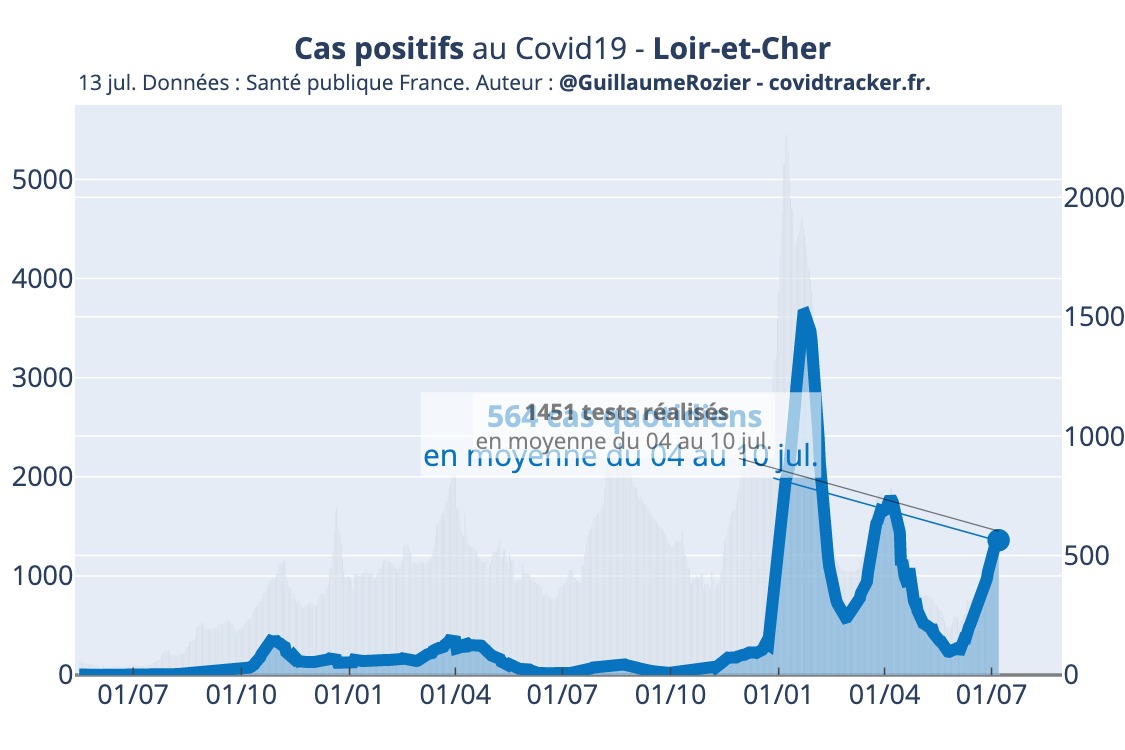 Cas positifs au Covid19 - Loir-et-Cher
13 jul. Données : Santé publique France. Auteur : @GuillaumeRozier - covidtracker.fr.
5000
4000
3000
2000
1000
0
2000
1500
1000
500
0
564 cas quotidiens
en moyenne du 04 au 10 jul.
1451 tests réalisés
en moyenne du 04 au 10 jul.
01/07 01/10 01/01 01/04 01/07 01/10 01/01 01/04 01/07